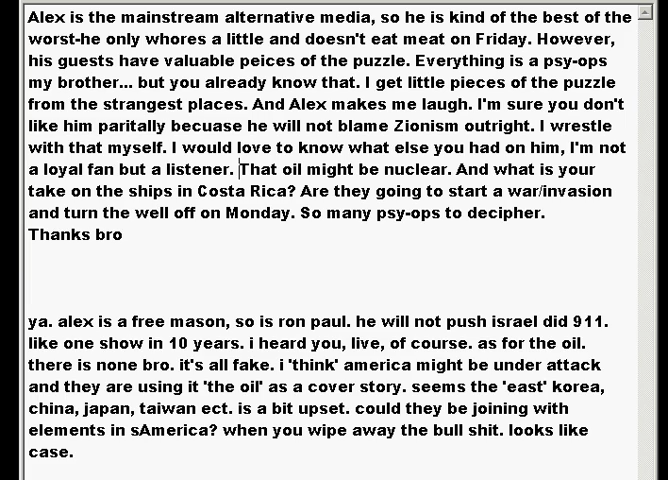 Alex is the mainstream alternative media, so he is kind of the best of the
worst-he only whores a little and doesn't eat meat on Friday. However,
his guests have valuable peices of the puzzle. Everything is a psy-ops
my brother... but you already know that. I get little pieces of the puzzle
from the strangest places. And Alex makes me laugh. I'm sure you don't
like him paritally becuase he will not blame Zionism outright. I wrestle
with that myself. I would love to know what else you had on him, I'm not
a loyal fan but a listener. That oil might be nuclear. And what is your
take on the ships in Costa Rica? Are they going to start a war/invasion
and turn the well off on Monday. So many psy-ops to decipher.
Thanks bro
ya. alex is a free mason, so is ron paul. he will not push israel did 911.
like one show in 10 years. i heard you, live, of course. as for the oil.
there is none bro. it's all fake. i 'think' america might be under attack
and they are using it 'the oil' as a cover story. seems the 'east' korea,
china, japan, taiwan ect. is a bit upset. could they be joining with
elements in sAmerica? when you wipe away the bull shit. looks like
case.